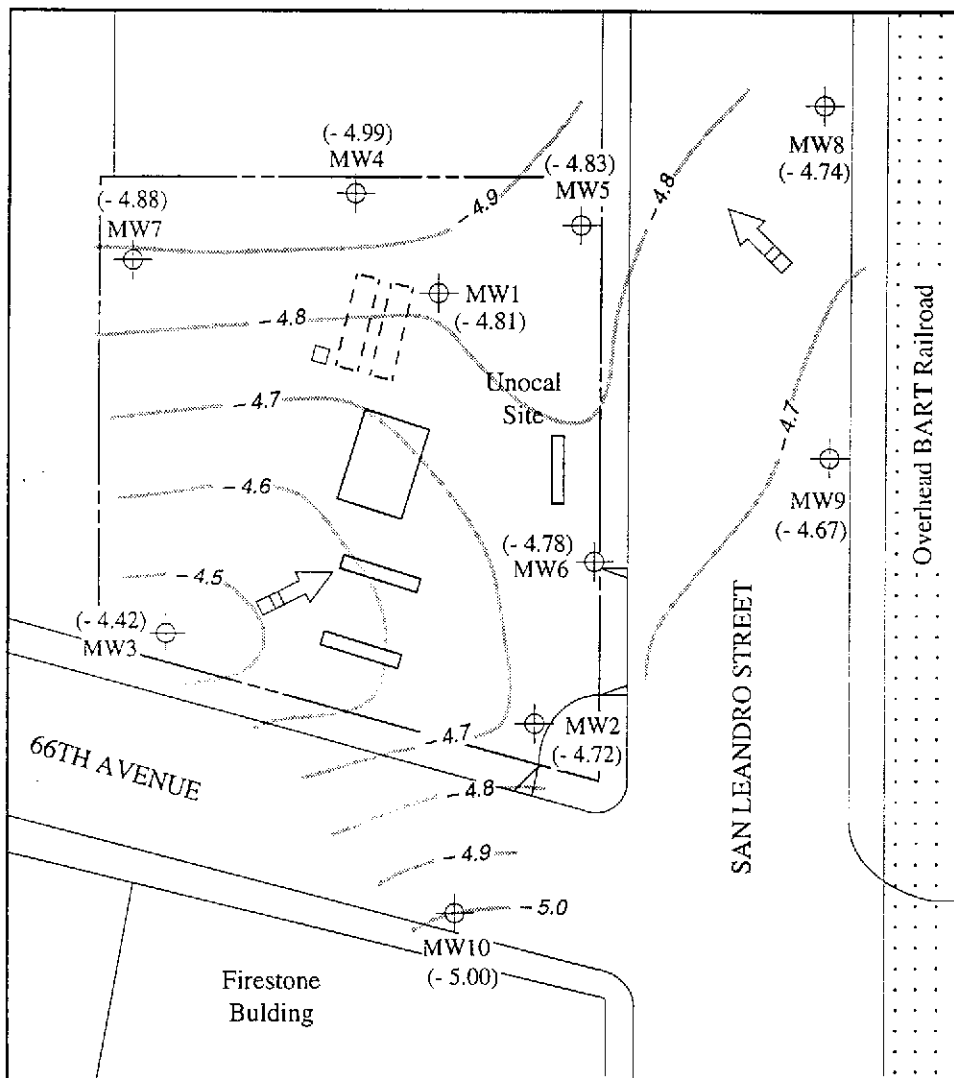 (- 4.99)
MW4
(- 4.83)
MW5
MW8
(- 4.74)
(- 4.88)
MW7
- 4.9
- 4.8
MW1
(- 4.81)
- 4.8
Unocal
Site
- 4.7
- 4.7
Overhead BART Railroad
- 4.6
MW9
(- 4.67)
(- 4.78)
MW6
- 4.5
(- 4.42)
MW3
SAN LEANDRO STREET
MW2
(- 4.72)
- 4.7
66TH AVENUE
- 4.8
- 4.9
- 5.0
MW10
(- 5.00)
Firestone
Bulding